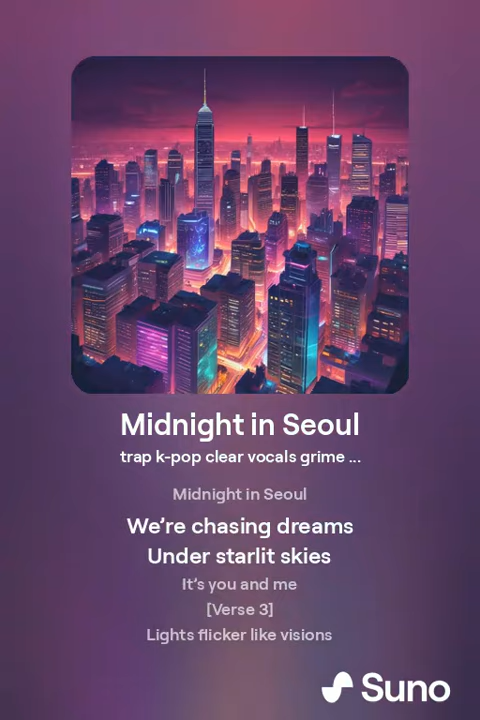 Midnight in Seoul
trap k-pop clear vocals grime ...
Midnight in Seoul
We’re chasing dreams
Under starlit skies
It’s you and me
[Verse 3]
Lights flicker like visions
Suno